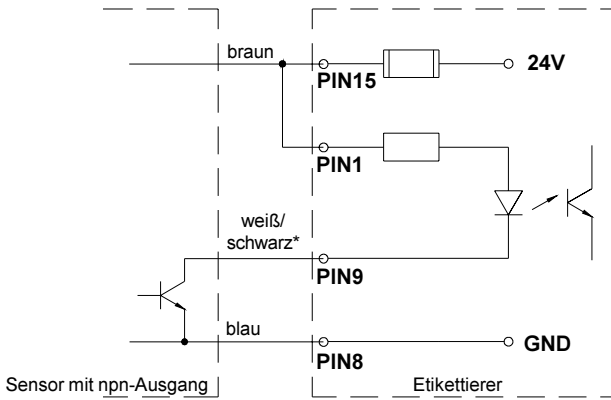 braun
PIN15
24V
PIN1
weiß/
schwarz*
PIN9
blau
PIN8
GND
Sensor mit npn-Ausgang
Etikettierer